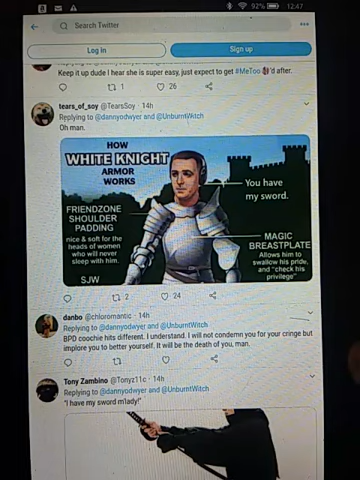 92% 12:47
Search Twitter
Log in
Sign up
Replying to @dannyodwyer and @UnburntWitch
Keep it up dude I hear she is super easy, just expect to get #MeToo 'd after.
1
26
tears_of_soy @TearsSoy · 14h
Replying to @dannyodwyer and @UnburntWitch
Oh man.
HOW
WHITE KNIGHT
ARMOR
WORKS
You have
my sword.
FRIENDZONE
SHOULDER
PADDING
nice & soft for the
heads of women
who will never
sleep with him.
SJW
MAGIC
BREASTPLATE
Allows him to
swallow his pride,
and "check his
privilege"
2
24
danbo @chloromantic · 14h
Replying to @dannyodwyer and @UnburntWitch
BPD coochie hits different. I understand. I will not condemn you for your cringe but
implore you to better yourself. It will be the death of you, man.
Tony Zambino @Tonyz11c · 14h
Replying to @dannyodwyer and @UnburntWitch
"I have my sword m'lady!"